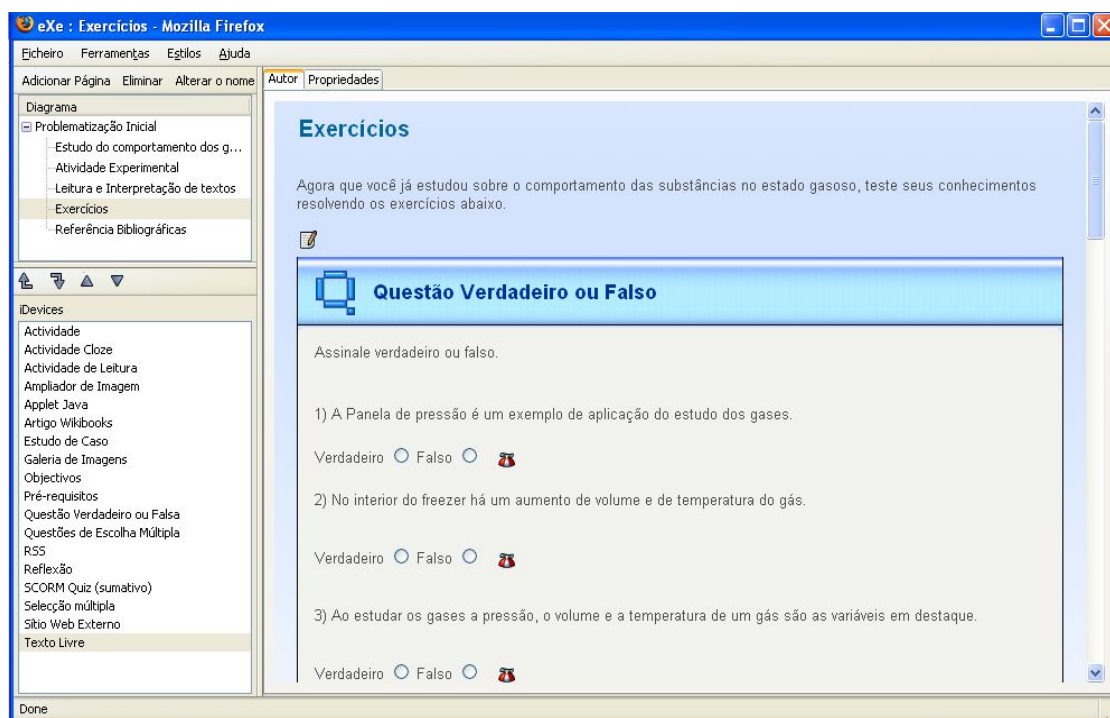 eXe : Exercícios - Mozilla Firefox
Ficheiro Ferramentas Estilos Ajuda
Adicionar Página Eliminar Alterar o nome
Diagrama
Problematização Inicial
Estudo do comportamento dos g...
Atividade Experimental
Leitura e Interpretação de textos
Exercícios
Referência Bibliográficas
iDevices
Actividade
Actividade Cloze
Actividade de Leitura
Ampliador de Imagem
Applet Java
Artigo Wikibooks
Estudo de Caso
Galeria de Imagens
Objectivos
Pré-requisitos
Questão Verdadeiro ou Falsa
Questões de Escolha Múltipla
RSS
Reflexão
SCORM Quiz (sumativo)
Selecção múltipla
Sítio Web Externo
Texto Livre
Autor Propriedades
Exercícios
Agora que você já estudou sobre o comportamento das substâncias no estado gasoso, teste seus conhecimentos
resolvendo os exercícios abaixo.
Questão Verdadeiro ou Falso
Assinale verdadeiro ou falso.
1) A Panela de pressão é um exemplo de aplicação do estudo dos gases.
Verdadeiro Falso
2) No interior do freezer há um aumento de volume e de temperatura do gás.
Verdadeiro Falso
3) Ao estudar os gases a pressão, o volume e a temperatura de um gás são as variáveis em destaque.
Verdadeiro Falso
Done